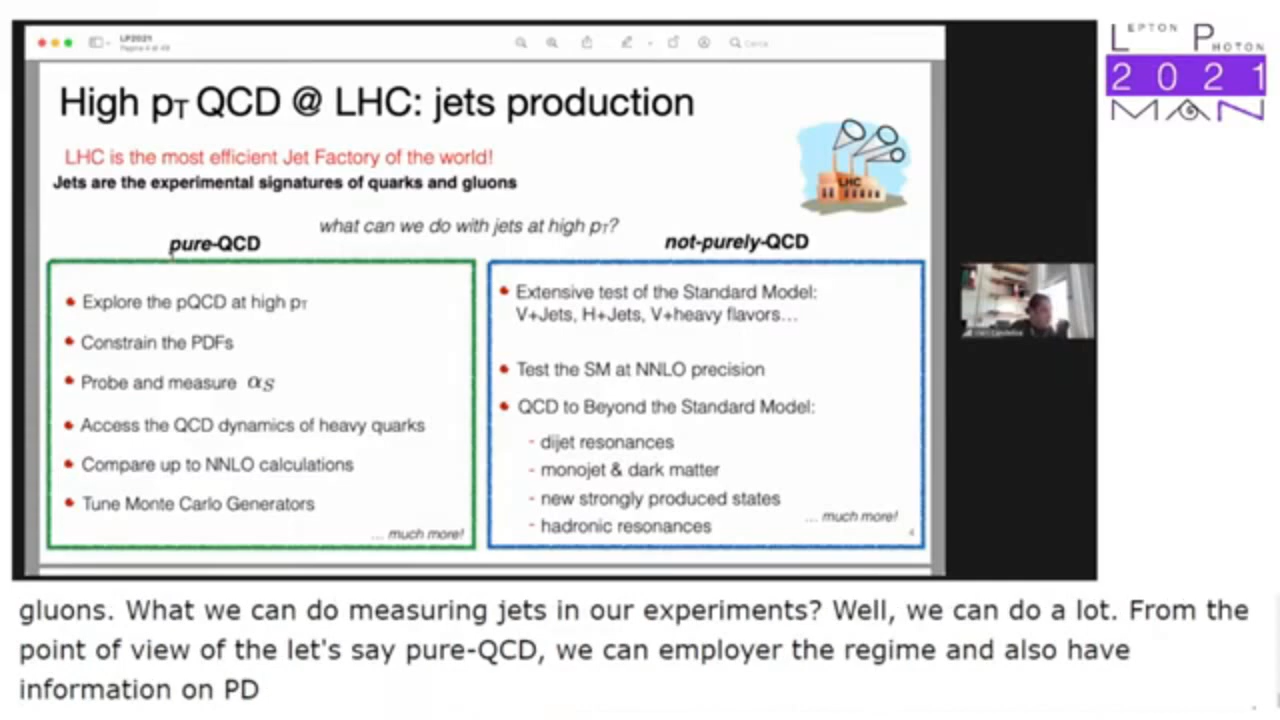 LP2021
Pagina 4 di 49
Cerca
LEPTON PHOTON
2021
MAN
High pT QCD @ LHC: jets production
LHC is the most efficient Jet Factory of the world!
Jets are the experimental signatures of quarks and gluons
LHC
what can we do with jets at high pT?
pure-QCD
not-purely-QCD
• Explore the pQCD at high pT
• Constrain the PDFs
• Probe and measure αS
• Access the QCD dynamics of heavy quarks
• Compare up to NNLO calculations
• Tune Monte Carlo Generators
... much more!
• Extensive test of the Standard Model:
V+Jets, H+Jets, V+heavy flavors...
• Test the SM at NNLO precision
• QCD to Beyond the Standard Model:
- dijet resonances
- monojet & dark matter
- new strongly produced states
- hadronic resonances
... much more!
4
gluons. What we can do measuring jets in our experiments? Well, we can do a lot. From the
point of view of the let's say pure-QCD, we can employer the regime and also have
information on PD